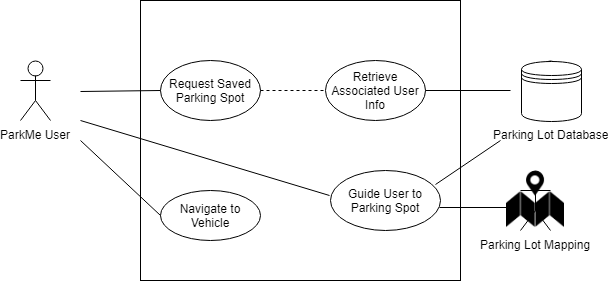 Request Saved
Parking Spot
Retrieve
Associated User
Info
ParkMe User
Parking Lot Database
Guide User to
Parking Spot
Navigate to
Vehicle
Parking Lot Mapping